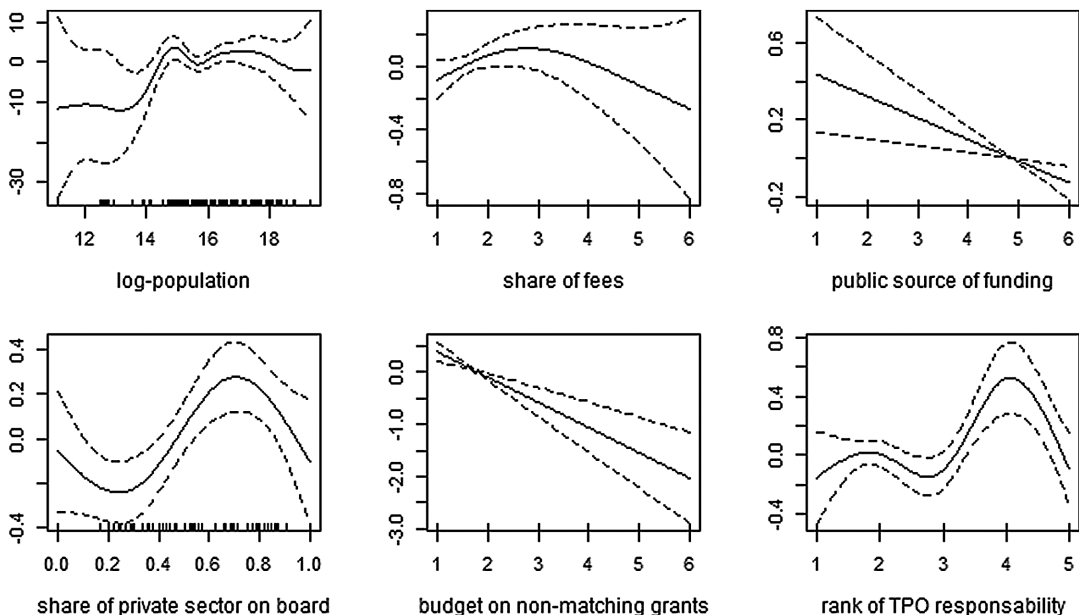 10
0
-10
-30
12 14 16 18
log-population
0.0
-0.4
-0.8
1 2 3 4 5 6
share of fees
0.6
0.2
-0.2
1 2 3 4 5 6
public source of funding
0.4
0.2
0.0
-0.4
0.0 0.2 0.4 0.6 0.8 1.0
share of private sector on board
0.0
-1.0
-2.0
-3.0
1 2 3 4 5 6
budget on non-matching grants
0.8
0.4
0.0
-0.4
1 2 3 4 5
rank of TPO responsability